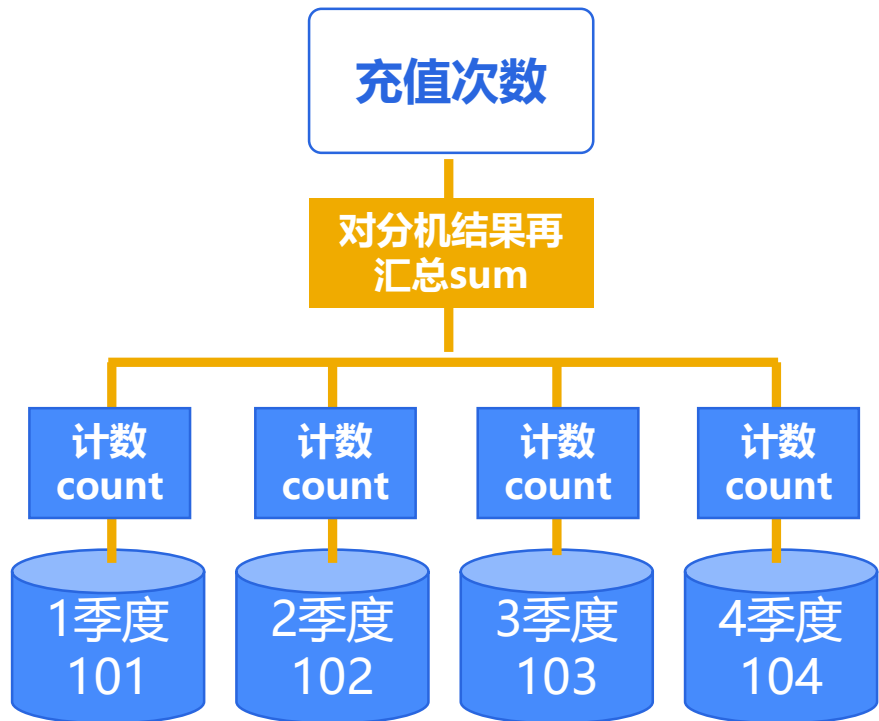 充值次数
对分机结果再
汇总sum
计数
count
计数
count
计数
count
计数
count
1季度
101
2季度
102
3季度
103
4季度
104